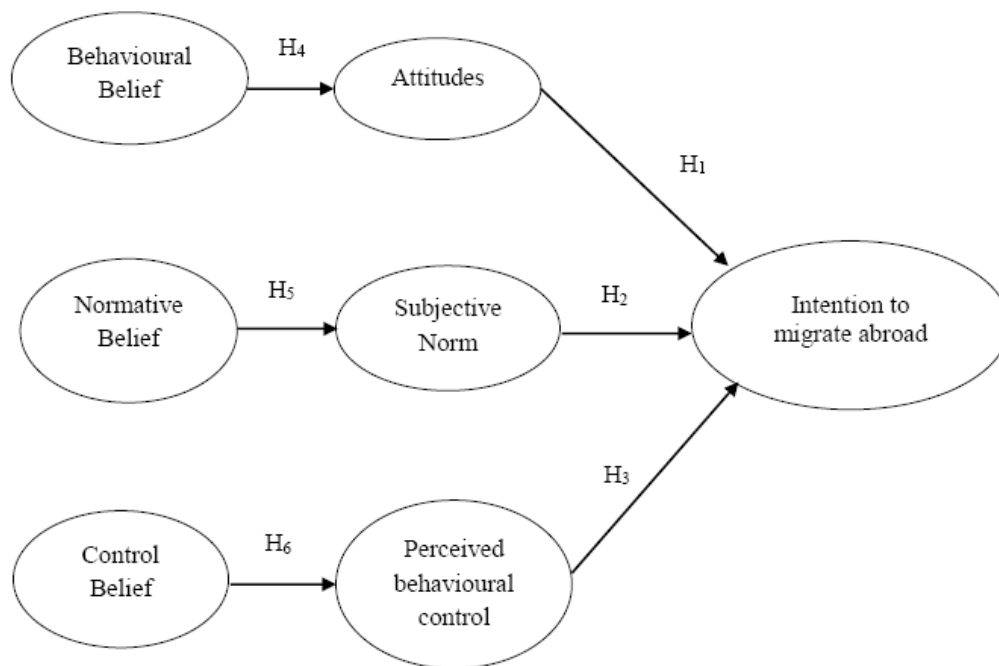 Behavioural
Belief
H₄
Attitudes
H₁
Normative
Belief
H₅
Subjective
Norm
H₂
Intention to
migrate abroad
Control
Belief
H₆
Perceived
behavioural
control
H₃